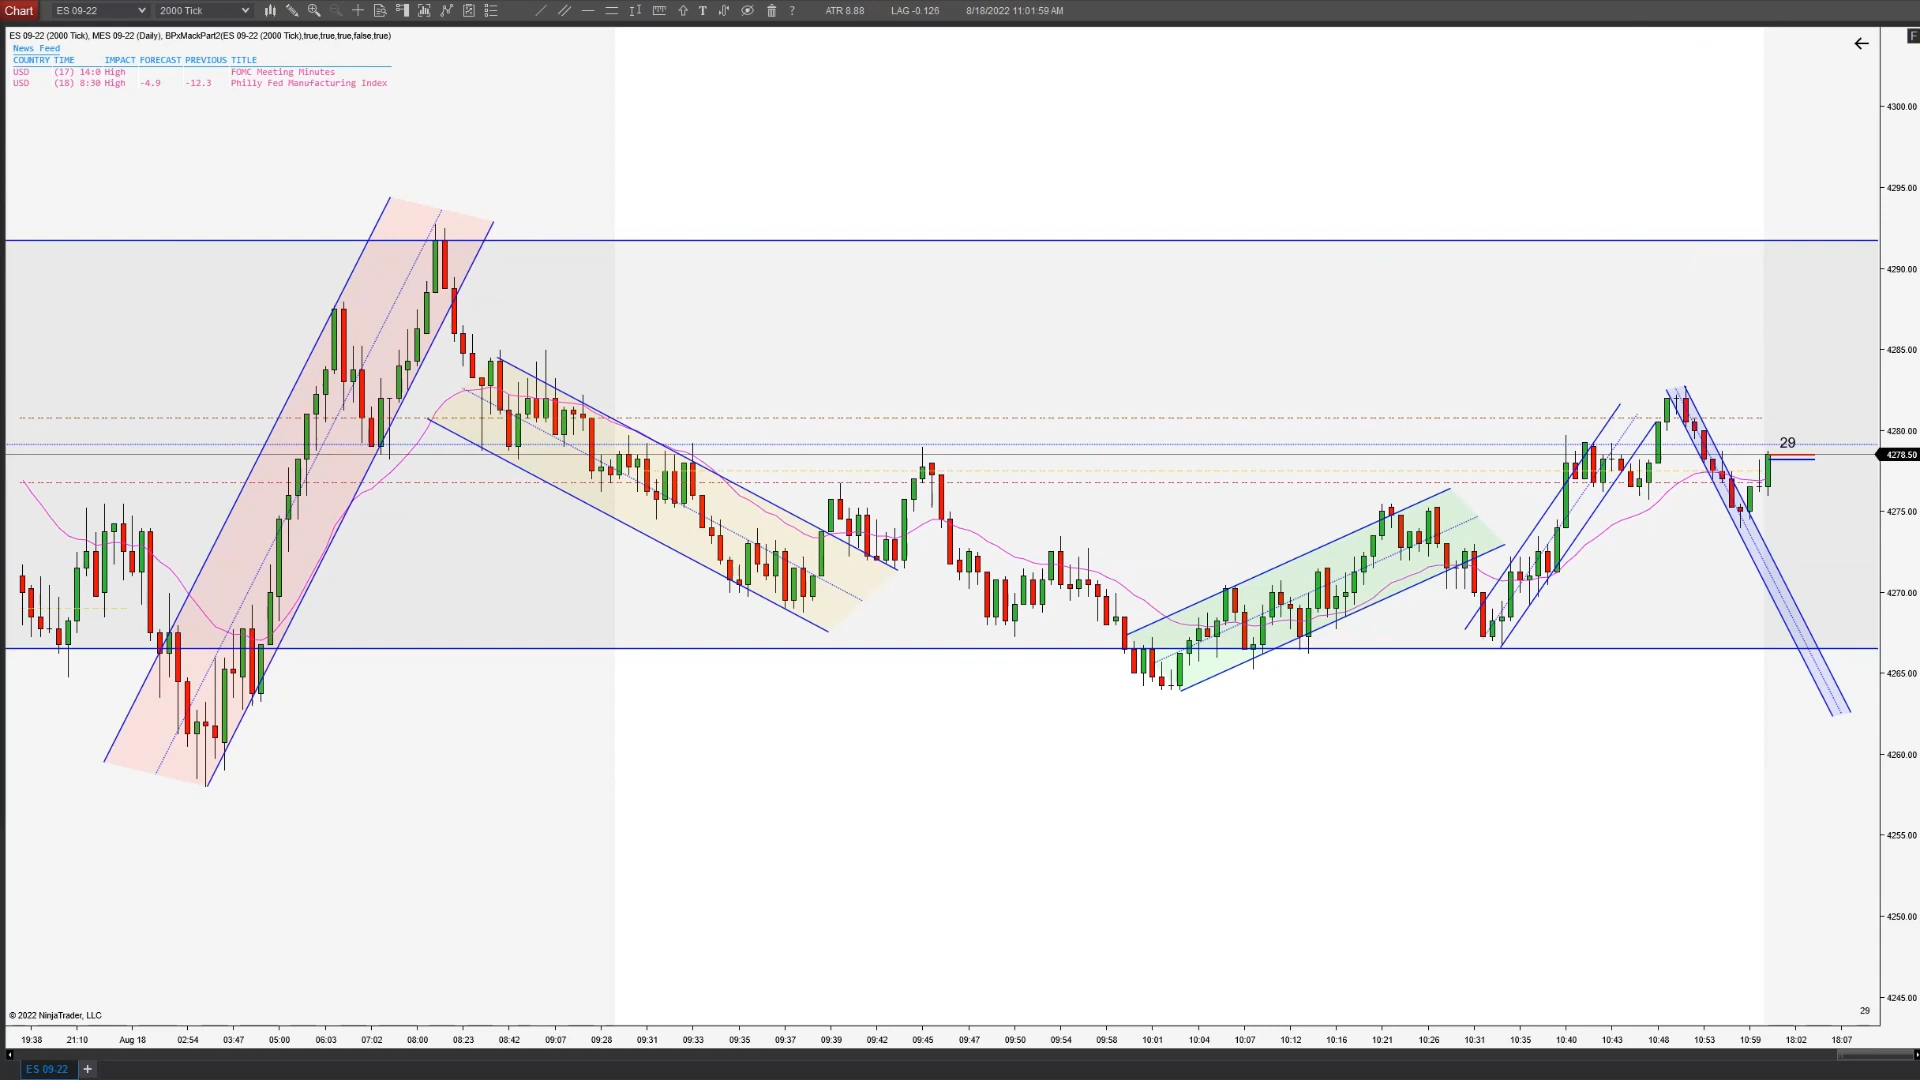 Chart ES 09-22 2000 Tick ? ATR 8.88 LAG -0.126 8/18/2022 11:01:59 AM
ES 09-22 (2000 Tick), MES 09-22 (Daily), BPxMackPart2(ES 09-22 (2000 Tick),true,true,true,false,true)
F
News Feed
COUNTRY TIME IMPACT FORECAST PREVIOUS TITLE
USD (17) 14:0 High FOMC Meeting Minutes
USD (18) 8:30 High -4.9 -12.3 Philly Fed Manufacturing Index
4300.00
4295.00
4290.00
4285.00
4280.00
29
4278.50
4275.00
4270.00
4265.00
4260.00
4255.00
4250.00
4245.00
© 2022 NinjaTrader, LLC
29
19:38 21:10 Aug 18 02:54 03:47 05:00 06:03 07:02 08:00 08:23 08:42 09:07 09:28 09:31 09:33 09:35 09:37 09:39 09:42 09:45 09:47 09:50 09:54 09:58 10:01 10:04 10:07 10:12 10:16 10:21 10:26 10:31 10:35 10:40 10:43 10:48 10:53 10:59 18:02 18:07
ES 09-22 +